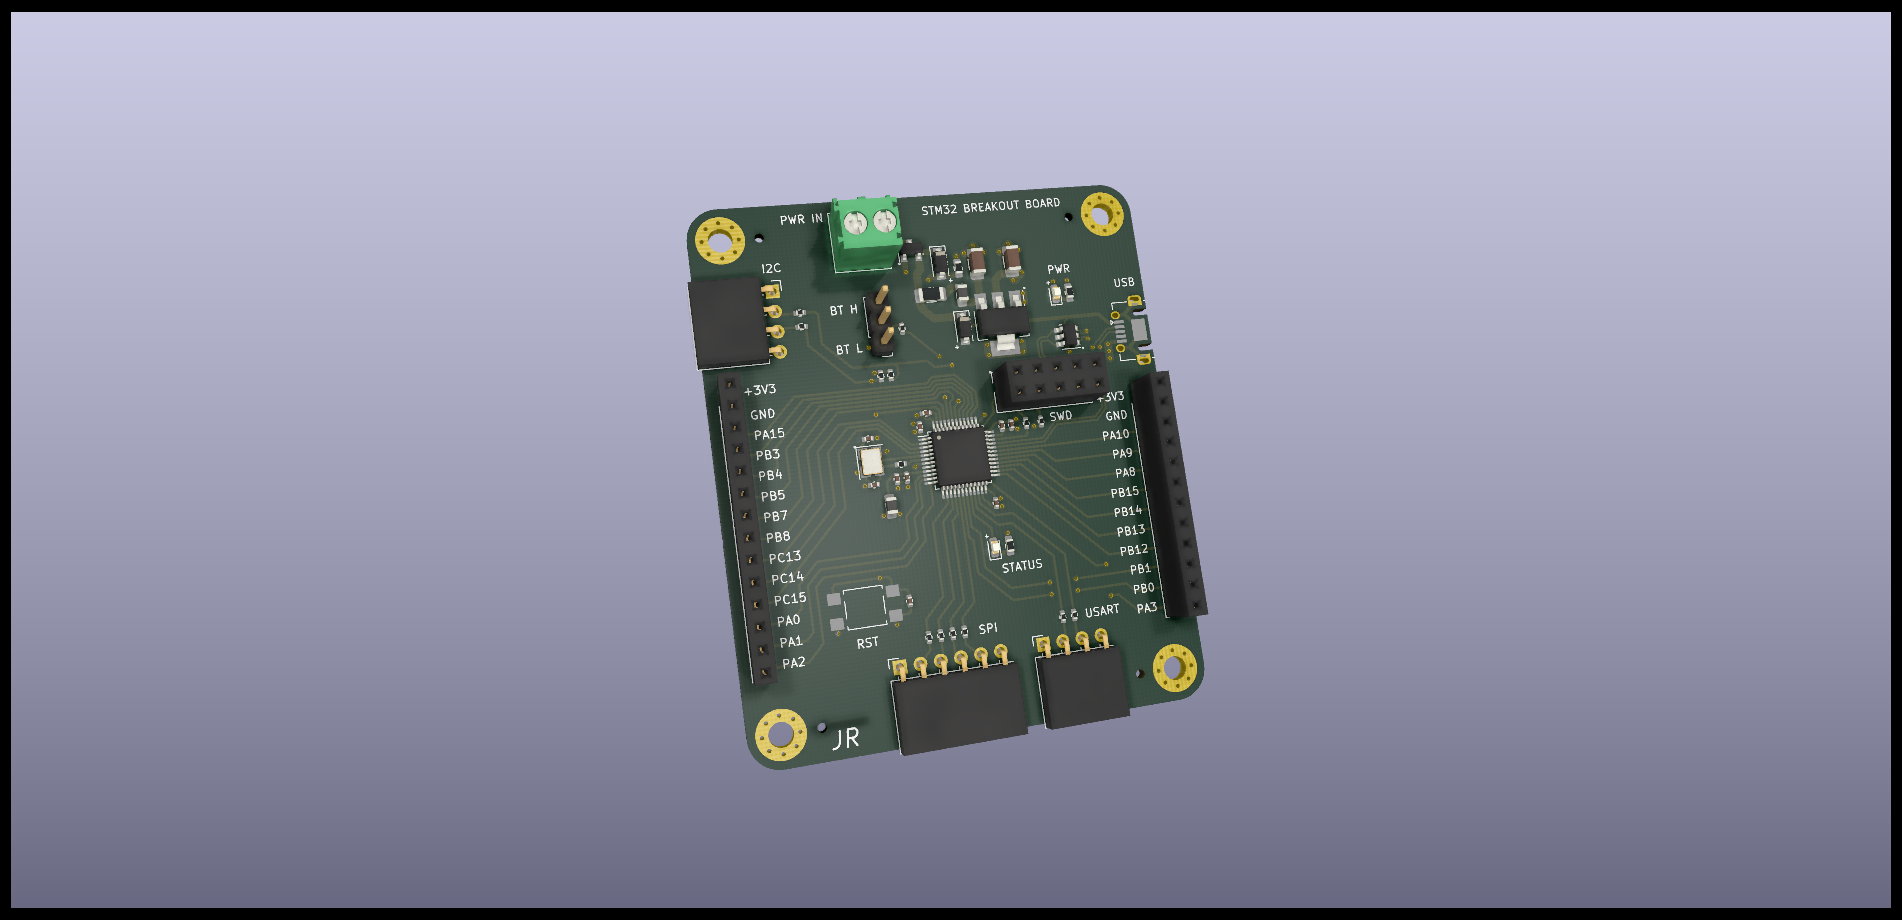 STM32 BREAKOUT BOARD
PWR IN
I2C
PWR
USB
BT H
BT L
+3V3
GND
PA15
PB3
PB4
PB5
PB7
PB8
PC13
PC14
PC15
PA0
PA1
PA2
SWD
+3V3
GND
PA10
PA9
PA8
PB15
PB14
PB13
PB12
PB1
PB0
PA3
STATUS
RST
SPI
USART
JR